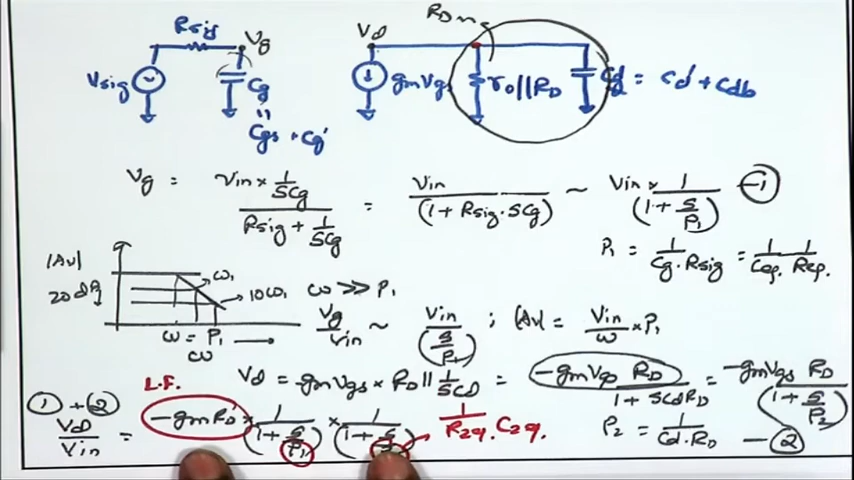 Rsig Vg Vd RD
Vsig Cg gmVgs ro||RD Cd = Cd' + Cdb
=
Cgs + Cg'
Vg = Vin × 1/SCg / Rsig + 1/SCg = Vin / (1 + Rsig. SCg) ~ Vin × 1 / (1 + S/P1) — 1
P1 = 1 / Cg. Rsig = 1/Ceq. 1/Req.
|Av| 20 dB ω1 10ω1 ω >> P1
ω = P1
ω
Vg / Vin ~ Vin / (S/P1) ; |Av| = Vin/ω × P1
L.F. Vd = -gmVgs × RD || 1/SCd = -gmVgs RD / 1 + SCdRD = -gmVgs RD / (1 + S/P2)
1 + 2
Vd / Vin = -gmRD' × 1 / (1 + S/P1) × 1 / (1 + S/ 1 / R2q. C2q.
P2 = 1 / Cd. RD — 2